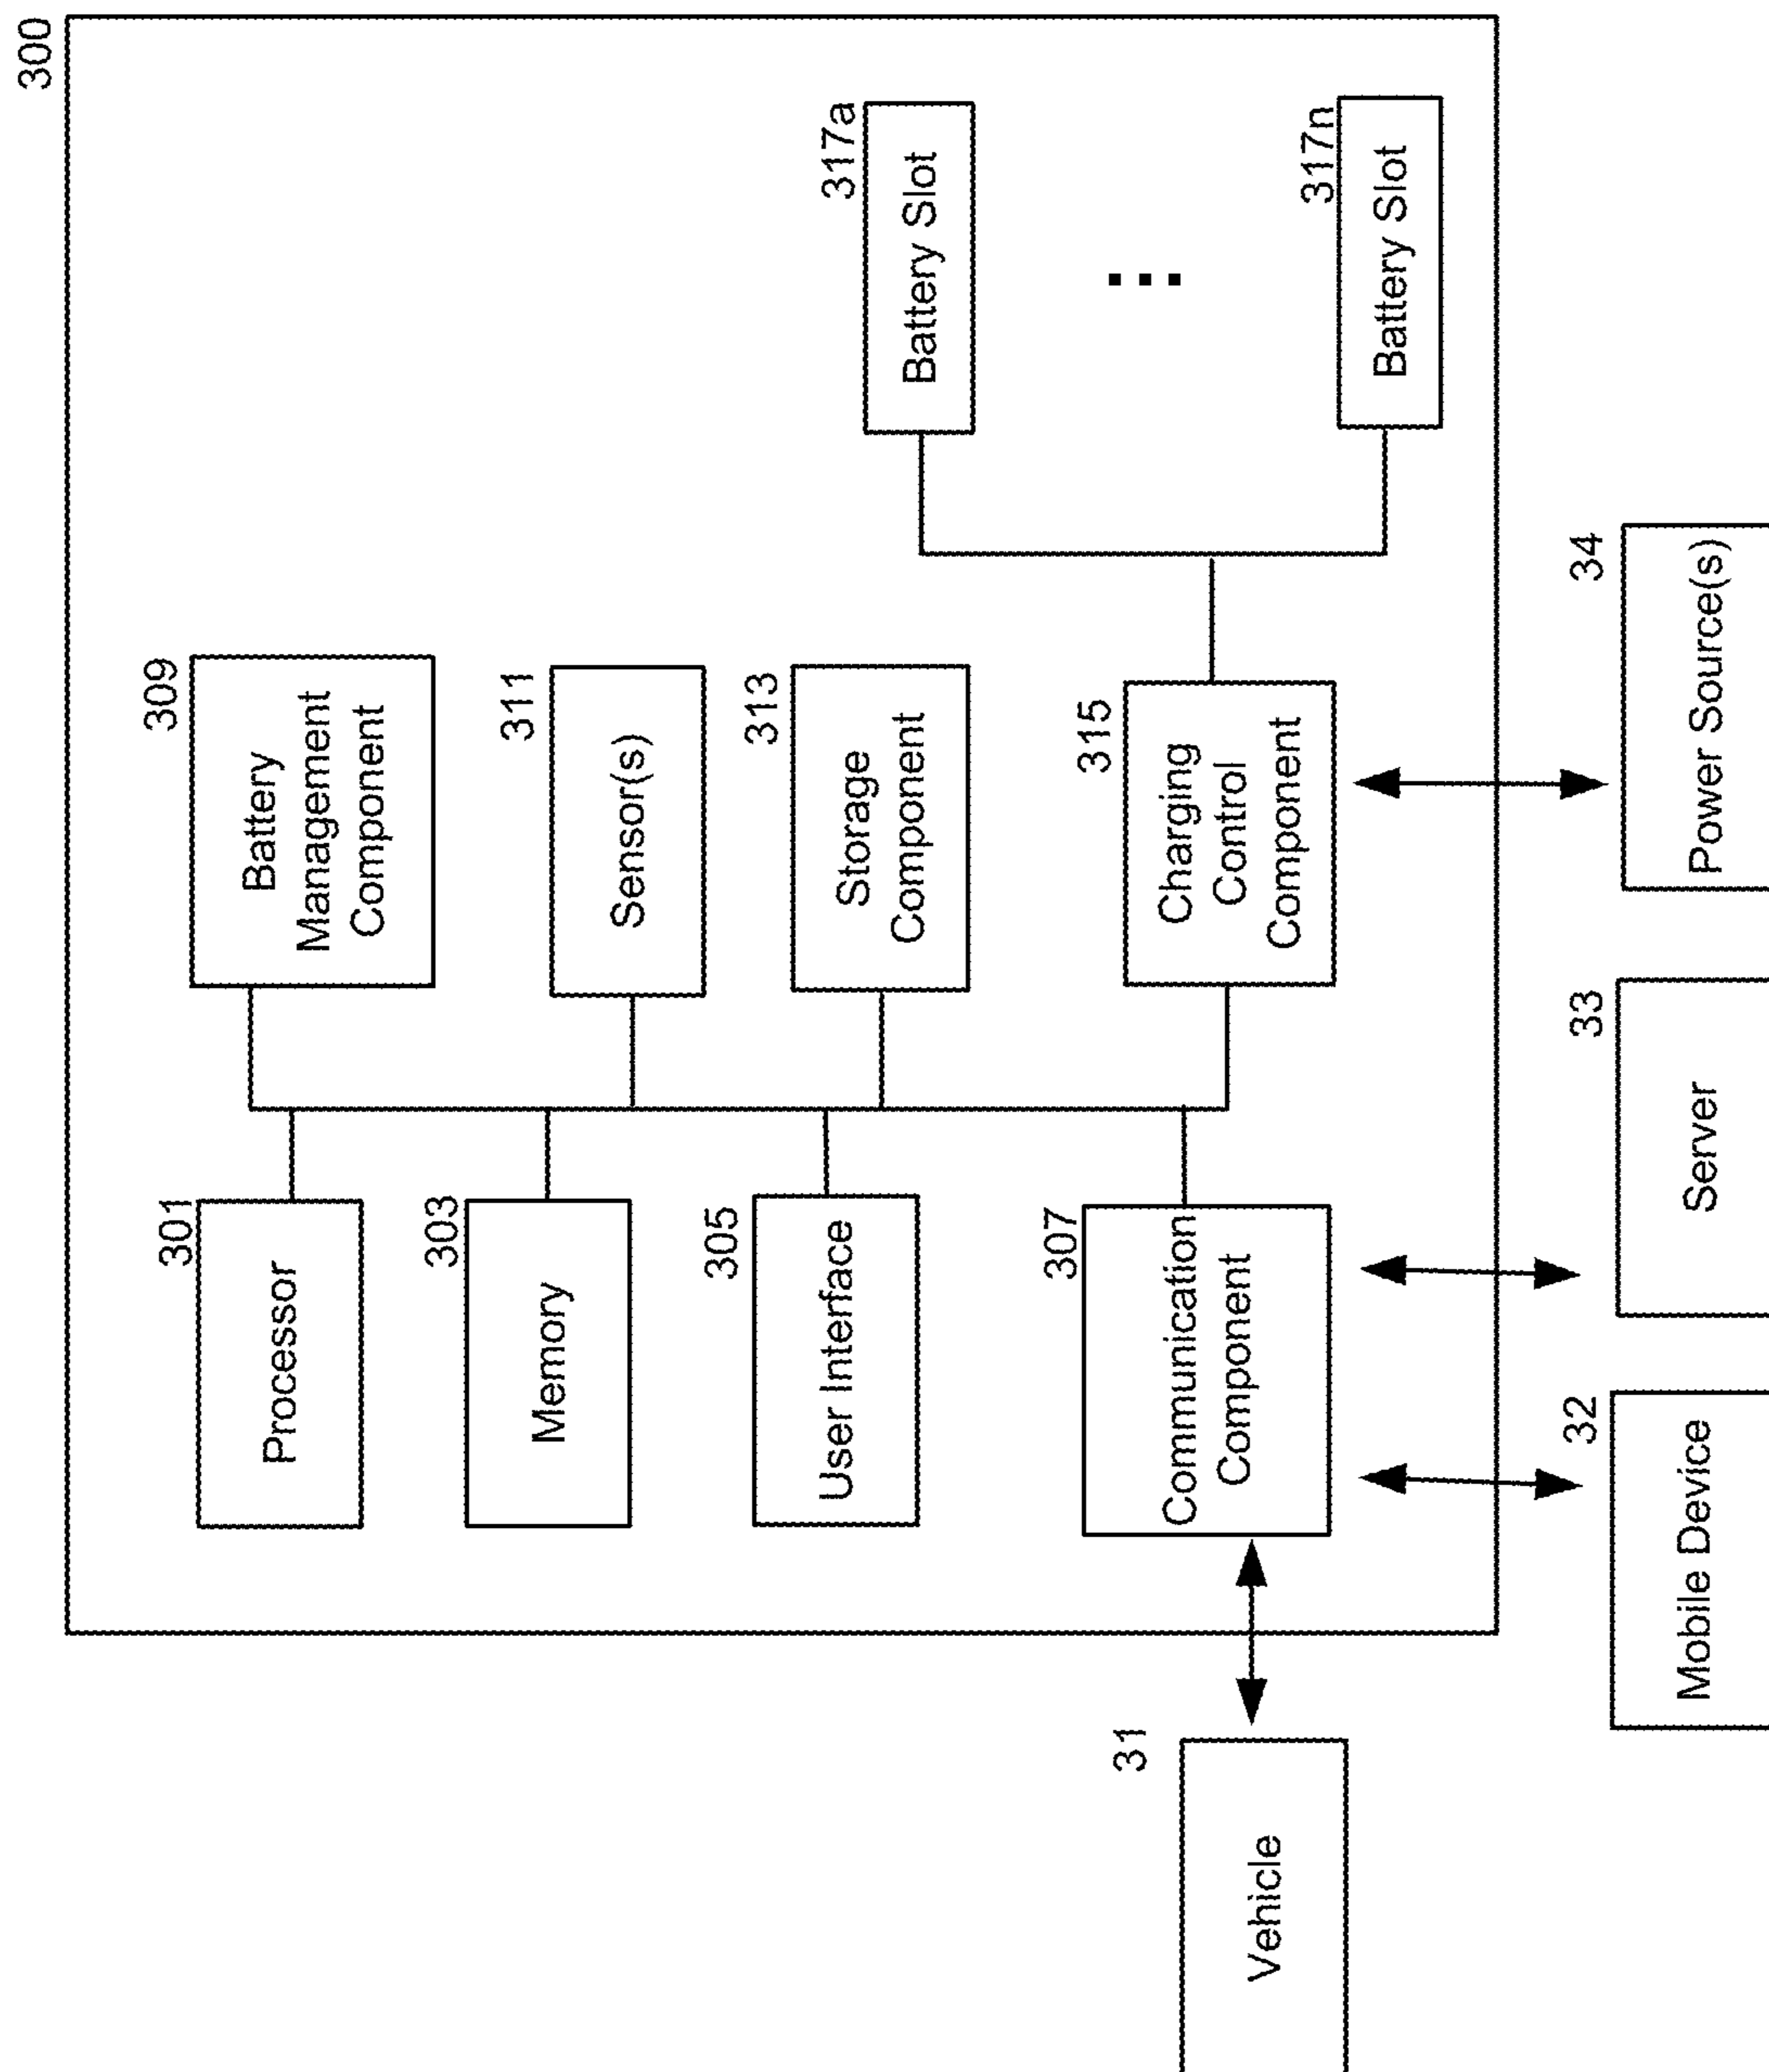 300
301
Processor
303
Memory
305
User Interface
307
Communication
Component
309
Battery
Management
Component
311
Sensor(s)
313
Storage
Component
315
Charging
Control
Component
317a
Battery Slot
...
317n
Battery Slot
31
Vehicle
32
Mobile Device
33
Server
34
Power Source(s)